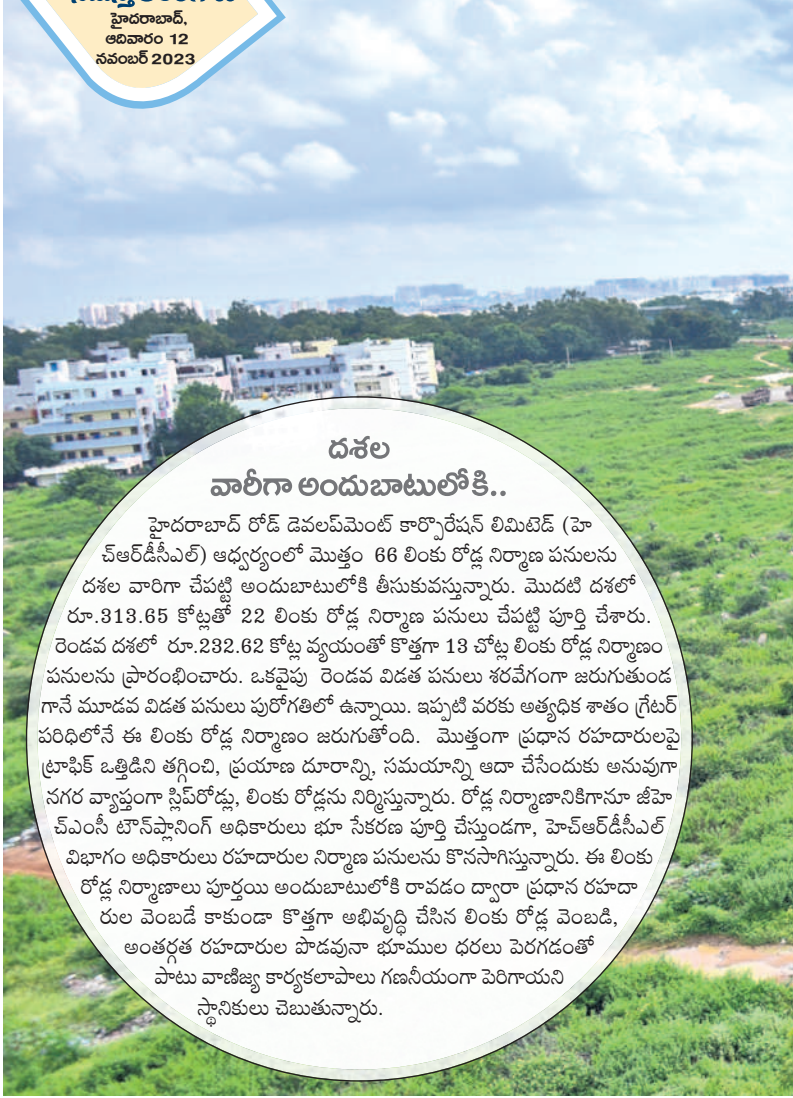 హైదరాబాద్,
ఆదివారం 12
నవంబర్ 2023
దశల
వారీగా అందుబాటులోకి..
హైదరాబాద్ రోడ్ డెవలప్‌మెంట్ కార్పొరేషన్ లిమిటెడ్ (హె
చ్ఆర్‌డీసీఎల్) ఆధ్వర్యంలో మొత్తం 66 లింకు రోడ్ల నిర్మాణ పనులను
దశల వారిగా చేపట్టి అందుబాటులోకి తీసుకువస్తున్నారు. మొదటి దశలో
రూ.313.65 కోట్లతో 22 లింకు రోడ్ల నిర్మాణ పనులు చేపట్టి పూర్తి చేశారు.
రెండవ దశలో రూ.232.62 కోట్ల వ్యయంతో కొత్తగా 13 చోట్ల లింకు రోడ్ల నిర్మాణం
పనులను ప్రారంభించారు. ఒకవైపు రెండవ విడత పనులు శరవేగంగా జరుగుతుండ
గానే మూడవ విడత పనులు పురోగతిలో ఉన్నాయి. ఇప్పటి వరకు అత్యధిక శాతం గ్రేటర్
పరిధిలోనే ఈ లింకు రోడ్ల నిర్మాణం జరుగుతోంది. మొత్తంగా ప్రధాన రహదారులపై
ట్రాఫిక్ ఒత్తిడిని తగ్గించి, ప్రయాణ దూరాన్ని, సమయాన్ని ఆదా చేసేందుకు అనువుగా
నగర వ్యాప్తంగా స్లిప్‌రోడ్లు, లింకు రోడ్లను నిర్మిస్తున్నారు. రోడ్ల నిర్మాణానికిగానూ జీహె
చ్ఎంసీ టౌన్‌ప్లానింగ్ అధికారులు భూ సేకరణ పూర్తి చేస్తుండగా, హెచ్ఆర్‌డీసీఎల్
విభాగం అధికారులు రహదారుల నిర్మాణ పనులను కొనసాగిస్తున్నారు. ఈ లింకు
రోడ్ల నిర్మాణాలు పూర్తయి అందుబాటులోకి రావడం ద్వారా ప్రధాన రహదా
రుల వెంబడే కాకుండా కొత్తగా అభివృద్ధి చేసిన లింకు రోడ్ల వెంబడి,
అంతర్గత రహదారుల పొడవునా భూముల ధరలు పెరగడంతో
పాటు వాణిజ్య కార్యకలాపాలు గణనీయంగా పెరిగాయని
స్థానికులు చెబుతున్నారు.